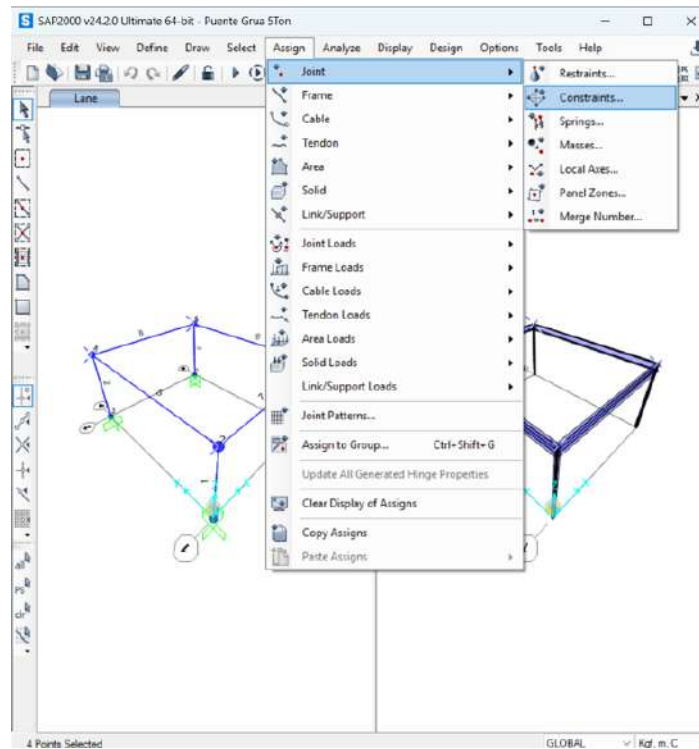 SAP2000 v24.2.0 Ultimate 64-bit - Puente Grua 5Ton
File Edit View Define Draw Select Assign Analyze Display Design Options Tools Help
Lane
Joint
Frame
Cable
Tendon
Area
Solid
Link/Support
Joint Loads
Frame Loads
Cable Loads
Tendon Loads
Area Loads
Solid Loads
Link/Support Loads
Joint Patterns...
Assign to Group... Ctrl+Shift+G
Update All Generated Hinge Properties
Clear Display of Assigns
Copy Assigns
Paste Assigns
Restraints...
Constraints...
Springs...
Masses...
Local Axes...
Panel Zones...
Merge Number...
all
PS
clr
4 Points Selected
GLOBAL
Kgf, m, C